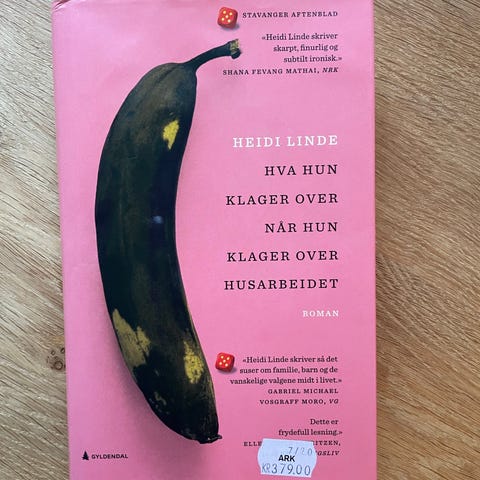 STAVANGER AFTENBLAD
«Heidi Linde skriver
skarpt, finurlig og
subtilt ironisk.»
SHANA FEVANG MATHAI, NRK
HEIDI LINDE
HVA HUN
KLAGER OVER
NÅR HUN
KLAGER OVER
HUSARBEIDET
ROMAN
«Heidi Linde skriver så det
suser om familie, barn og de
vanskelige valgene midt i livet.»
GABRIEL MICHAEL
VOSGRAFF MORO, VG
Dette er
frydefull lesning.»
7/20
ARK
KR379.00
GYLDENDAL